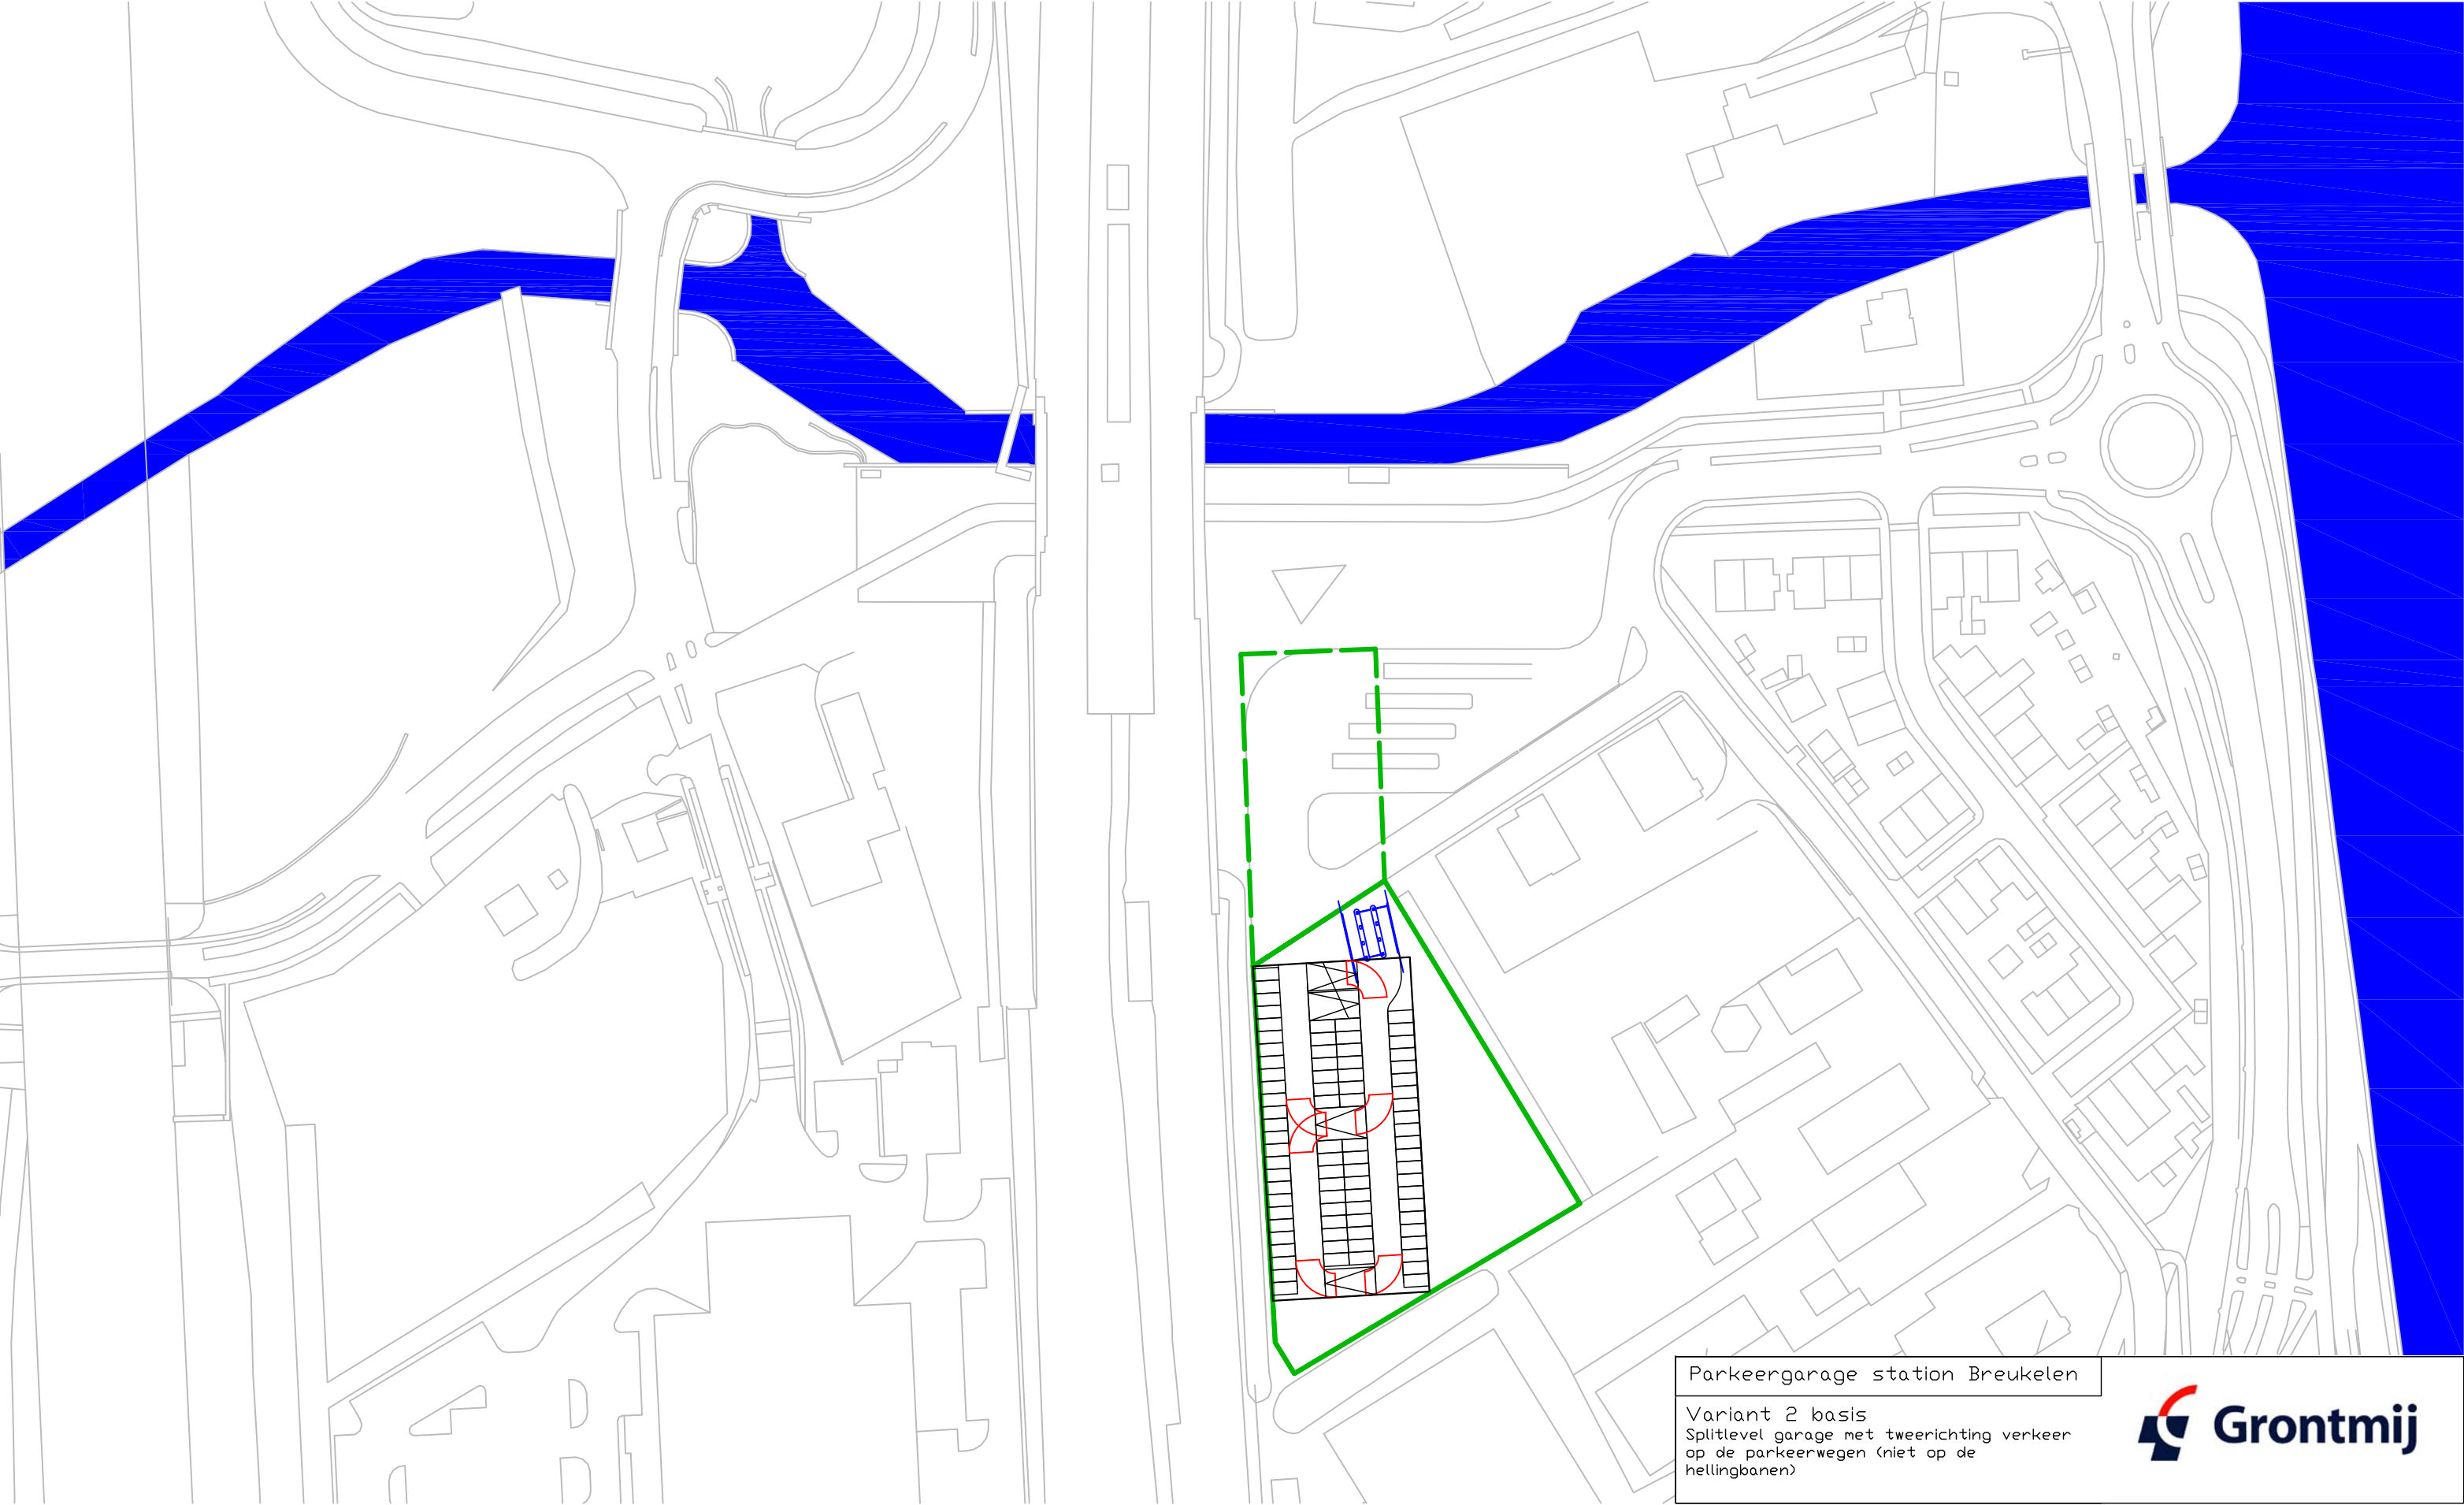 Parkeergarage station Breukelen
Variant 2 basis
Splitlevel garage met tweerichting verkeer
op de parkeerwegen (niet op de
hellingbanen)
Grontmij